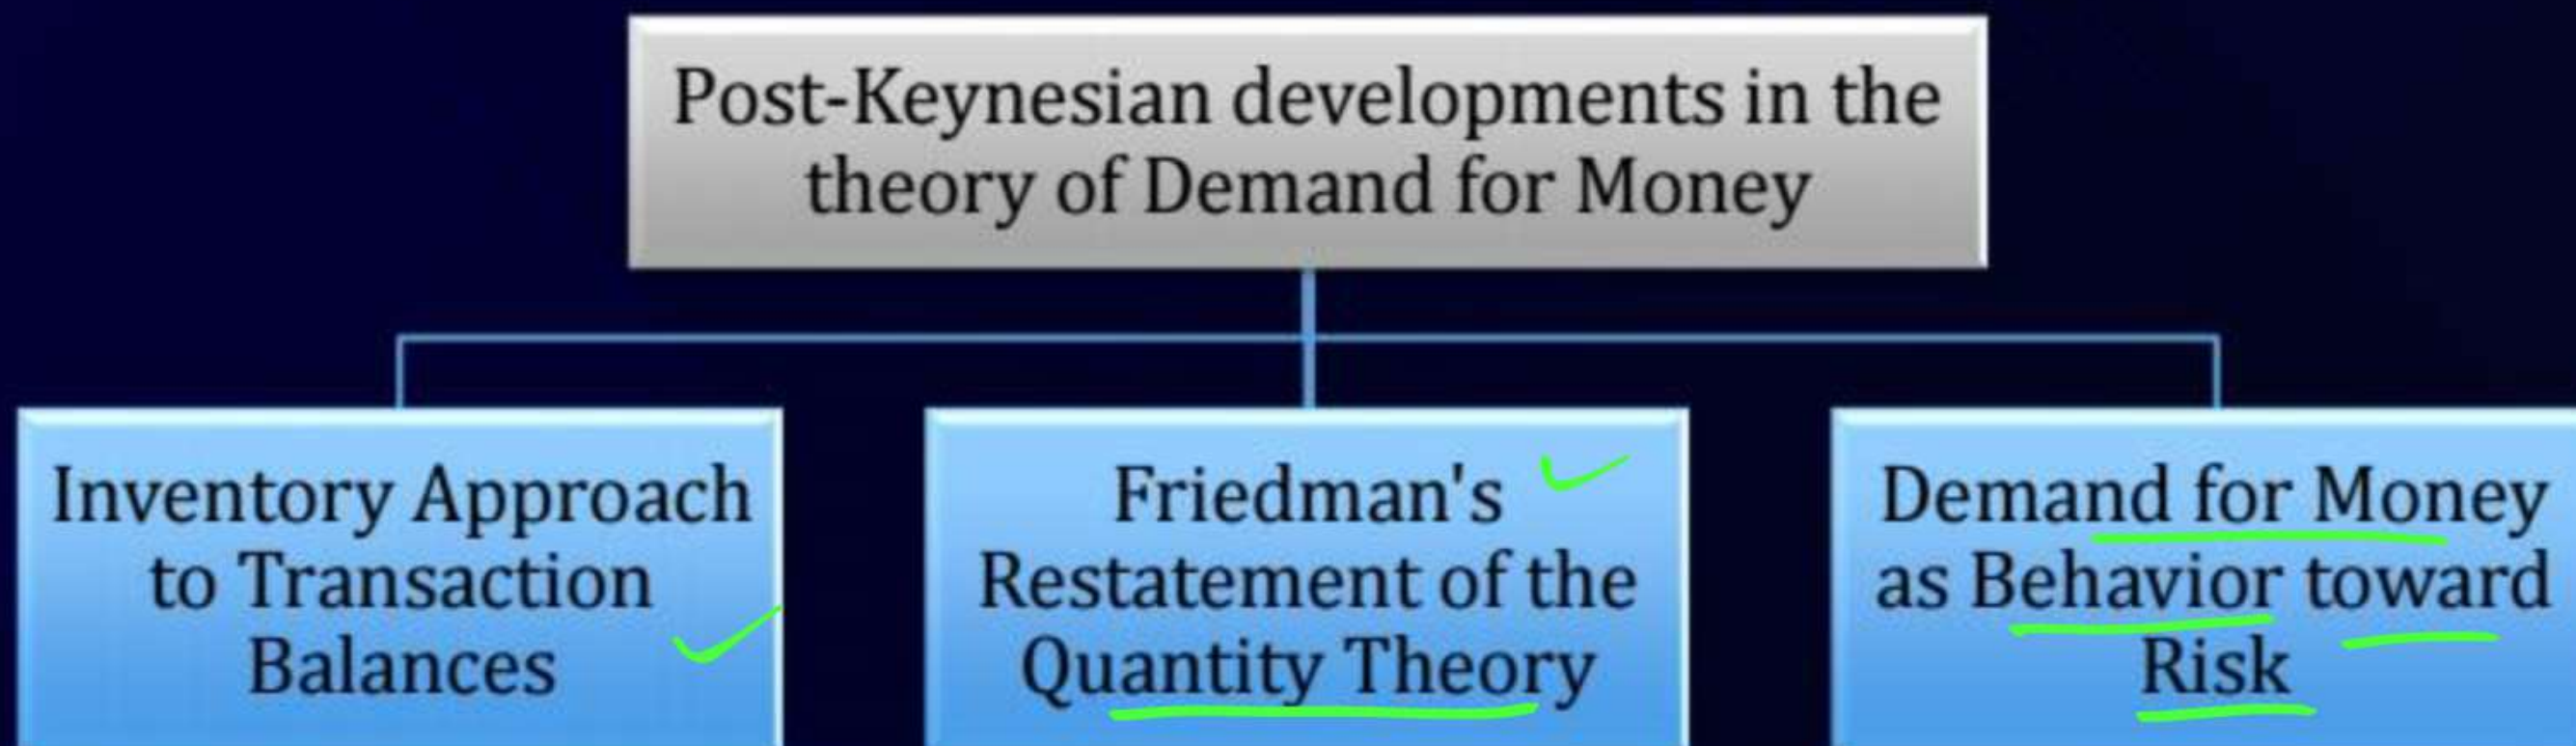 Post-Keynesian developments in the
theory of Demand for Money
Inventory Approach
to Transaction
Balances
Friedman's
Restatement of the
Quantity Theory
Demand for Money
as Behavior toward
Risk